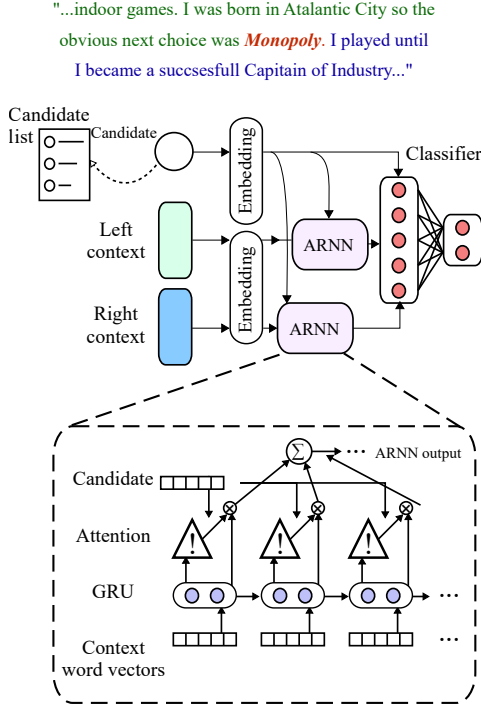 "...indoor games. I was born in Atalantic City so the
obvious next choice was Monopoly. I played until
I became a succsesfull Capitain of Industry..."
Candidate
list
Candidate
Embedding
Classifier
Left
context
ARNN
Embedding
Right
context
ARNN
Σ
... ARNN output
Candidate
Attention
! ! !
GRU
...
Context
word vectors
...